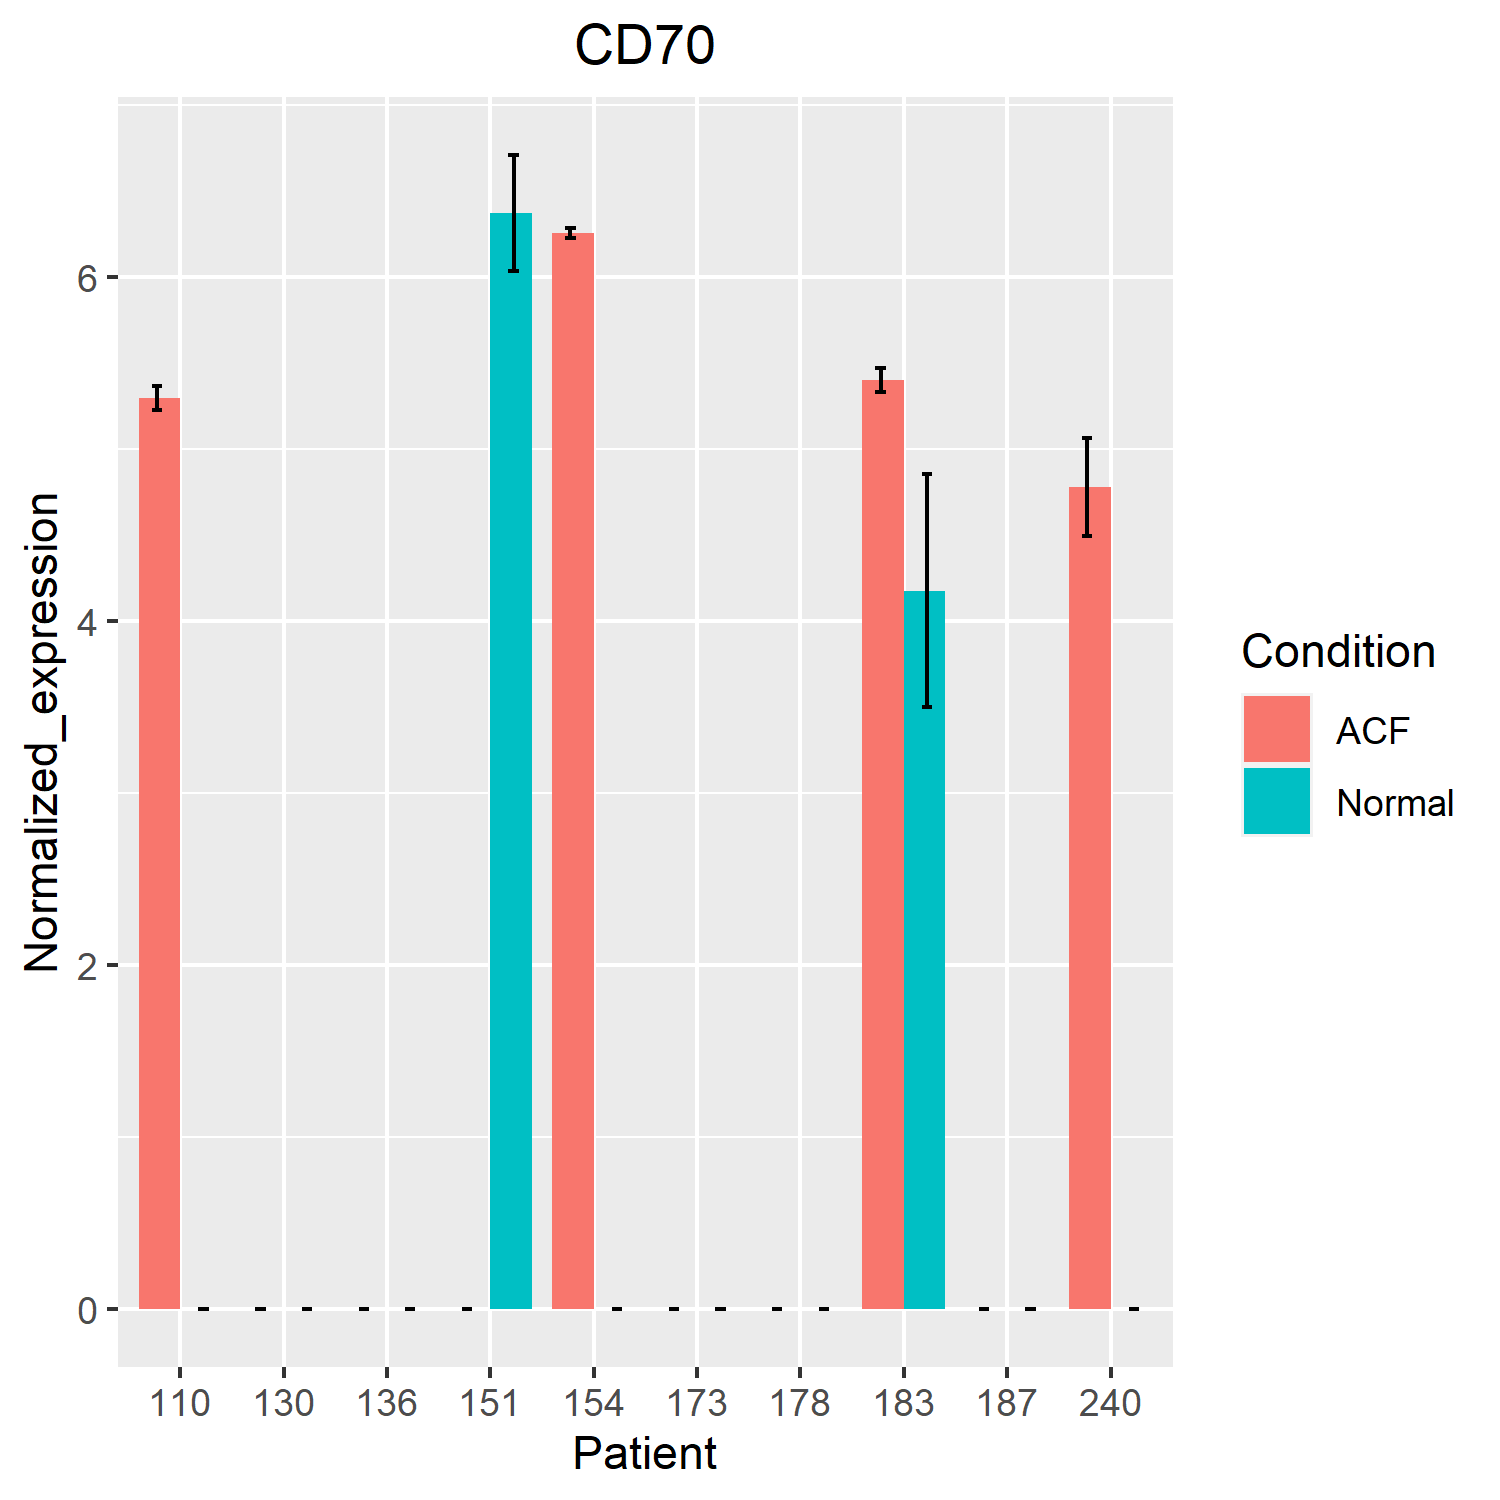 CD70
Normalized_expression
6
4
2
0
110 130 136 151 154 173 178 183 187 240
Patient
Condition
ACF
Normal